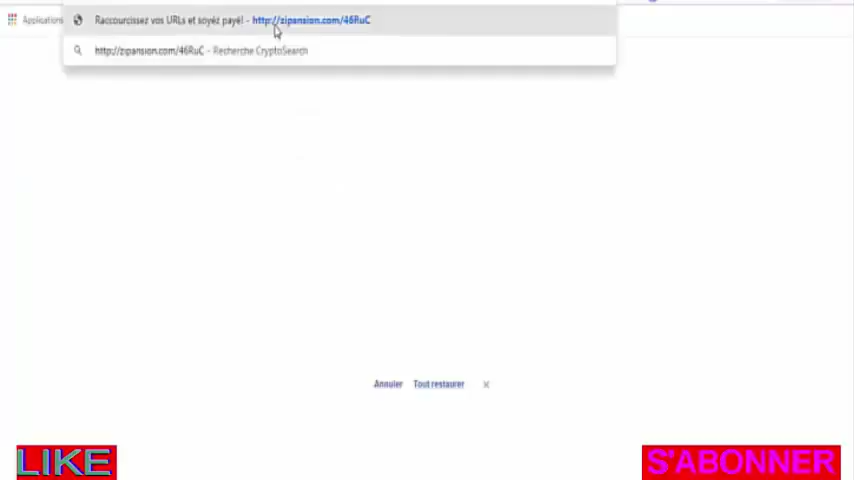 Applications
Raccourcissez vos URLs et soyez payé! - http://zipansion.com/46RuC
http://zipansion.com/46RuC - Recherche CryptoSearch
Annuler Tout restaurer ×
LIKE
S'ABONNER